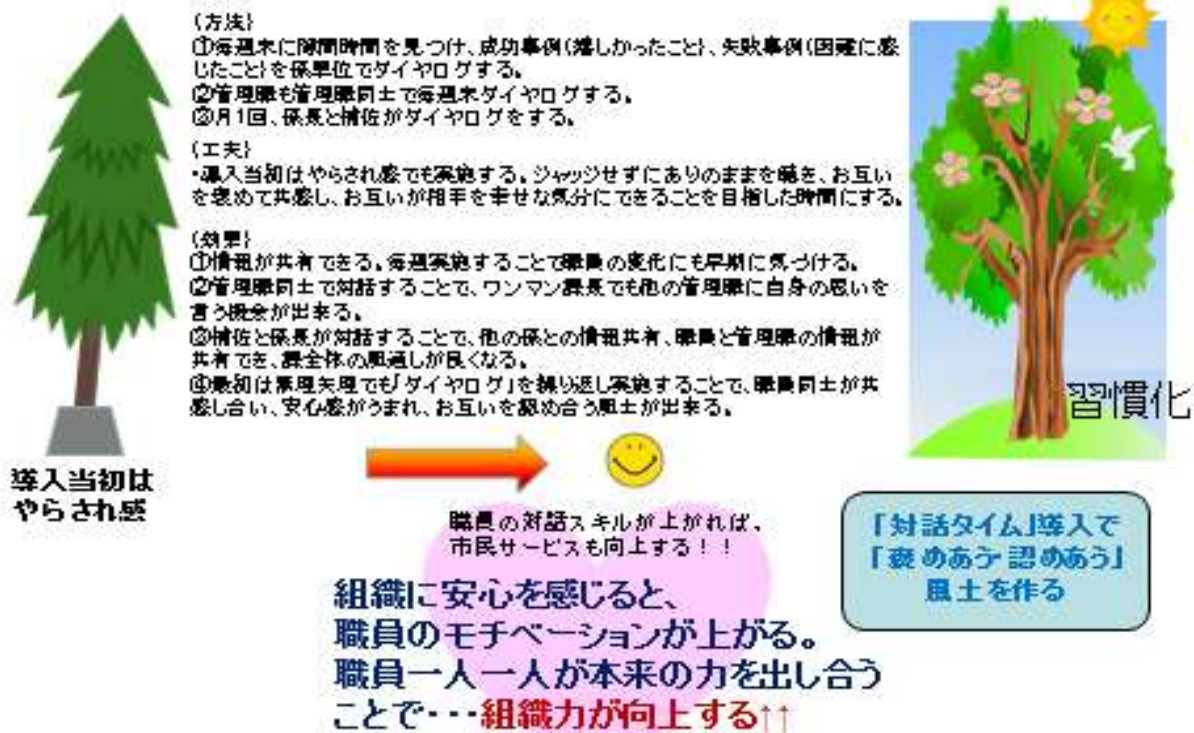 (方法)
①毎週末に隙間時間を見つけ、成功事例(嬉しかったこと)、失敗事例(困難に感
じたこと)を係単位でダイヤログする。
②管理職も管理職同士で毎週末ダイヤログする。
③月1回、係長と補佐がダイヤログをする。
(工夫)
・導入当初はやらされ感でも実施する。ジャッジせずにありのままを聴き、お互い
を褒めて共感し、お互いが相手を幸せな気分にできることを目指した時間にする。
(効果)
①情報が共有できる。毎週実施することで職員の変化にも早期に気づける。
②管理職同士で対話することで、ワンマン課長でも他の管理職に自身の思いを
言う機会が出来る。
③補佐と係長が対話することで、他の係との情報共有、職員と管理職の情報が
共有でき、課全体の風通しが良くなる。
④最初は無理矢理でも「ダイヤログ」を繰り返し実施することで、職員同士が共
感し合い、安心感がうまれ、お互いを認め合う風土が出来る。
習慣化
導入当初は
やらされ感
職員の対話スキルが上がれば、
市民サービスも向上する!!
「対話タイム」導入で
「褒めあう・認めあう」
風土を作る
組織に安心を感じると、
職員のモチベーションが上がる。
職員一人一人が本来の力を出し合う
ことで・・・組織力が向上する↑↑